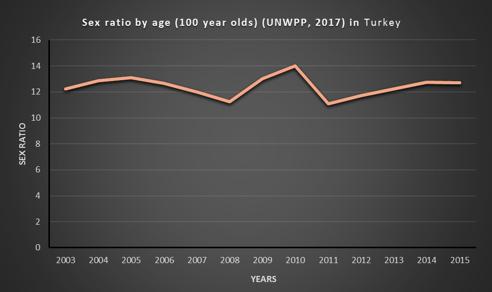 Sex ratio by age (100 year olds) (UNWPP, 2017) in Turkey
16
14
12
10
8
6
4
2
0
SEX RATIO
2003 2004 2005 2006 2007 2008 2009 2010 2011 2012 2013 2014 2015
YEARS